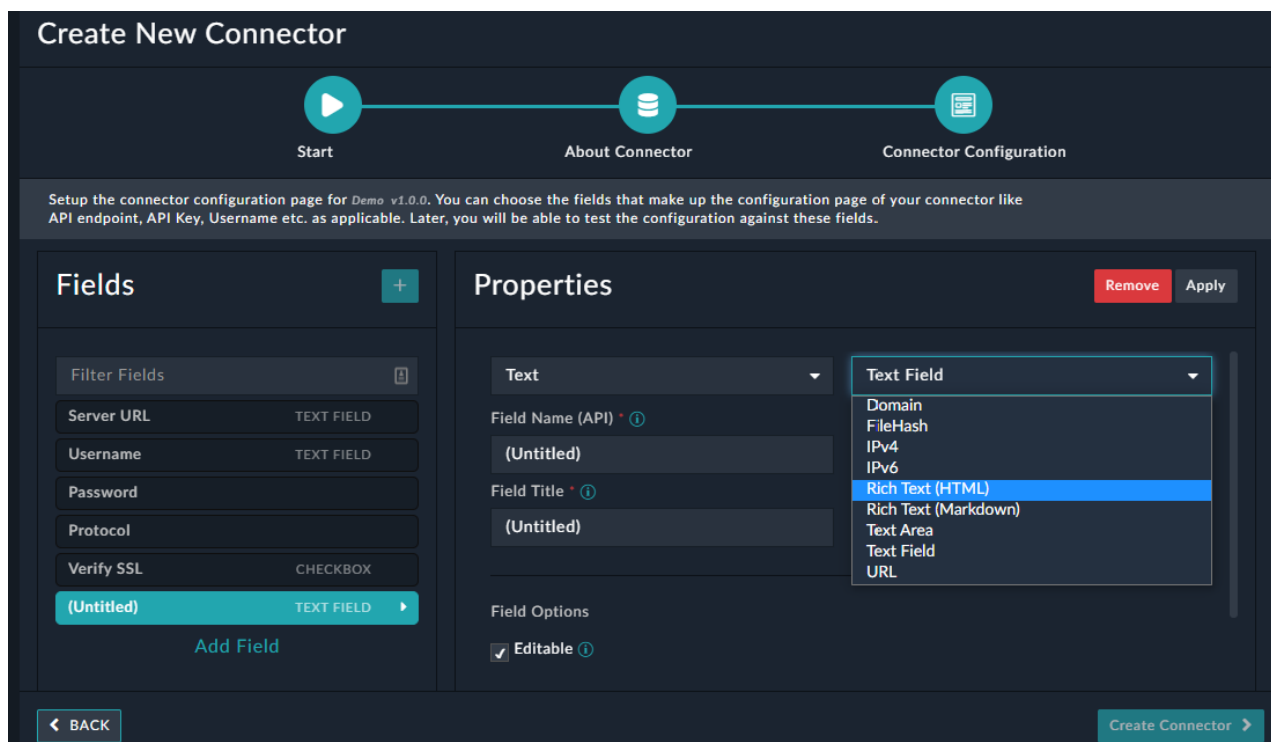 Create New Connector
Start
About Connector
Connector Configuration
Setup the connector configuration page for Demo v1.0.0. You can choose the fields that make up the configuration page of your connector like
API endpoint, API Key, Username etc. as applicable. Later, you will be able to test the configuration against these fields.
Fields
+
Filter Fields
Server URL TEXT FIELD
Username TEXT FIELD
Password
Protocol
Verify SSL CHECKBOX
(Untitled) TEXT FIELD
Add Field
Properties
Remove
Apply
Text
Text Field
Field Name (API) *
(Untitled)
Field Title *
(Untitled)
Domain
FileHash
IPv4
IPv6
Rich Text (HTML)
Rich Text (Markdown)
Text Area
Text Field
URL
Field Options
Editable
BACK
Create Connector